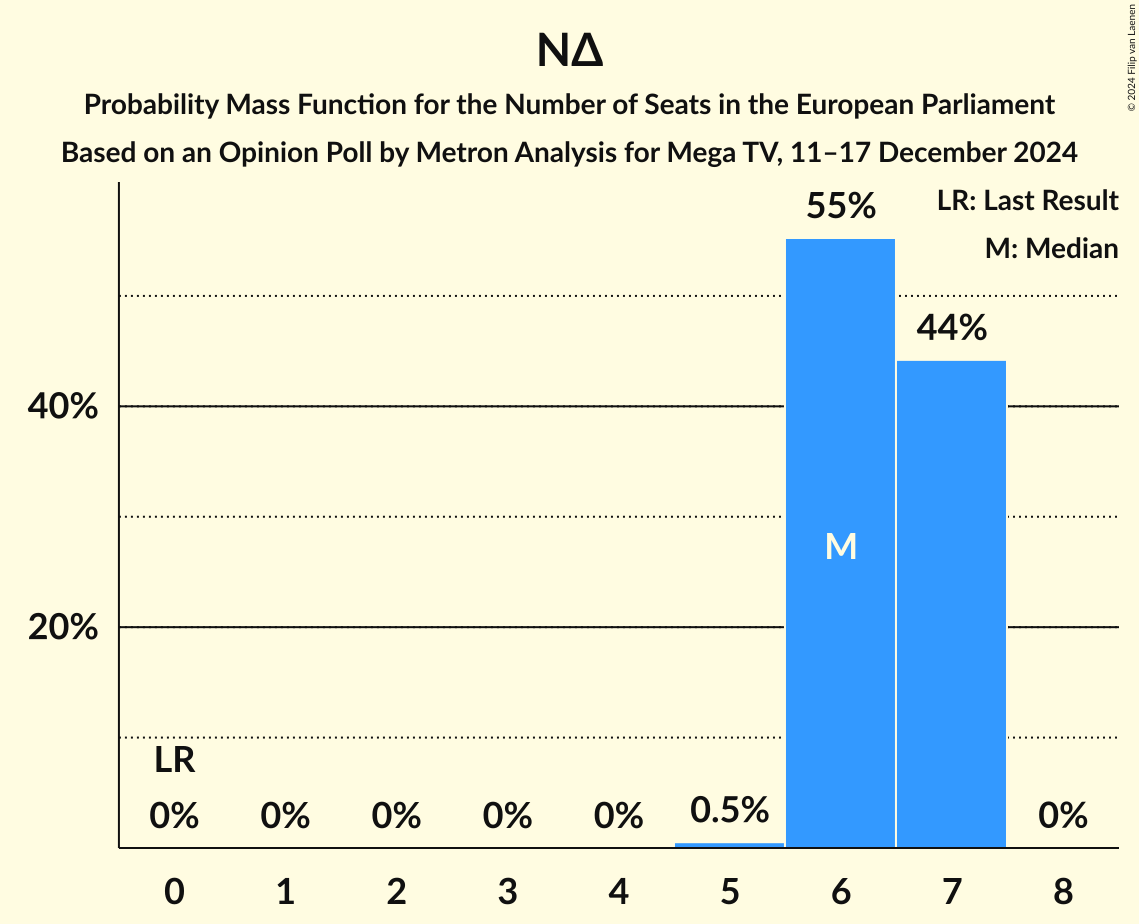 © 2024 Filip van Laenen
ΝΔ
Probability Mass Function for the Number of Seats in the European Parliament
Based on an Opinion Poll by Metron Analysis for Mega TV, 11–17 December 2024
LR: Last Result
M: Median
55%
44%
40%
M
20%
LR
0% 0% 0% 0% 0% 0.5% 0%
0 1 2 3 4 5 6 7 8